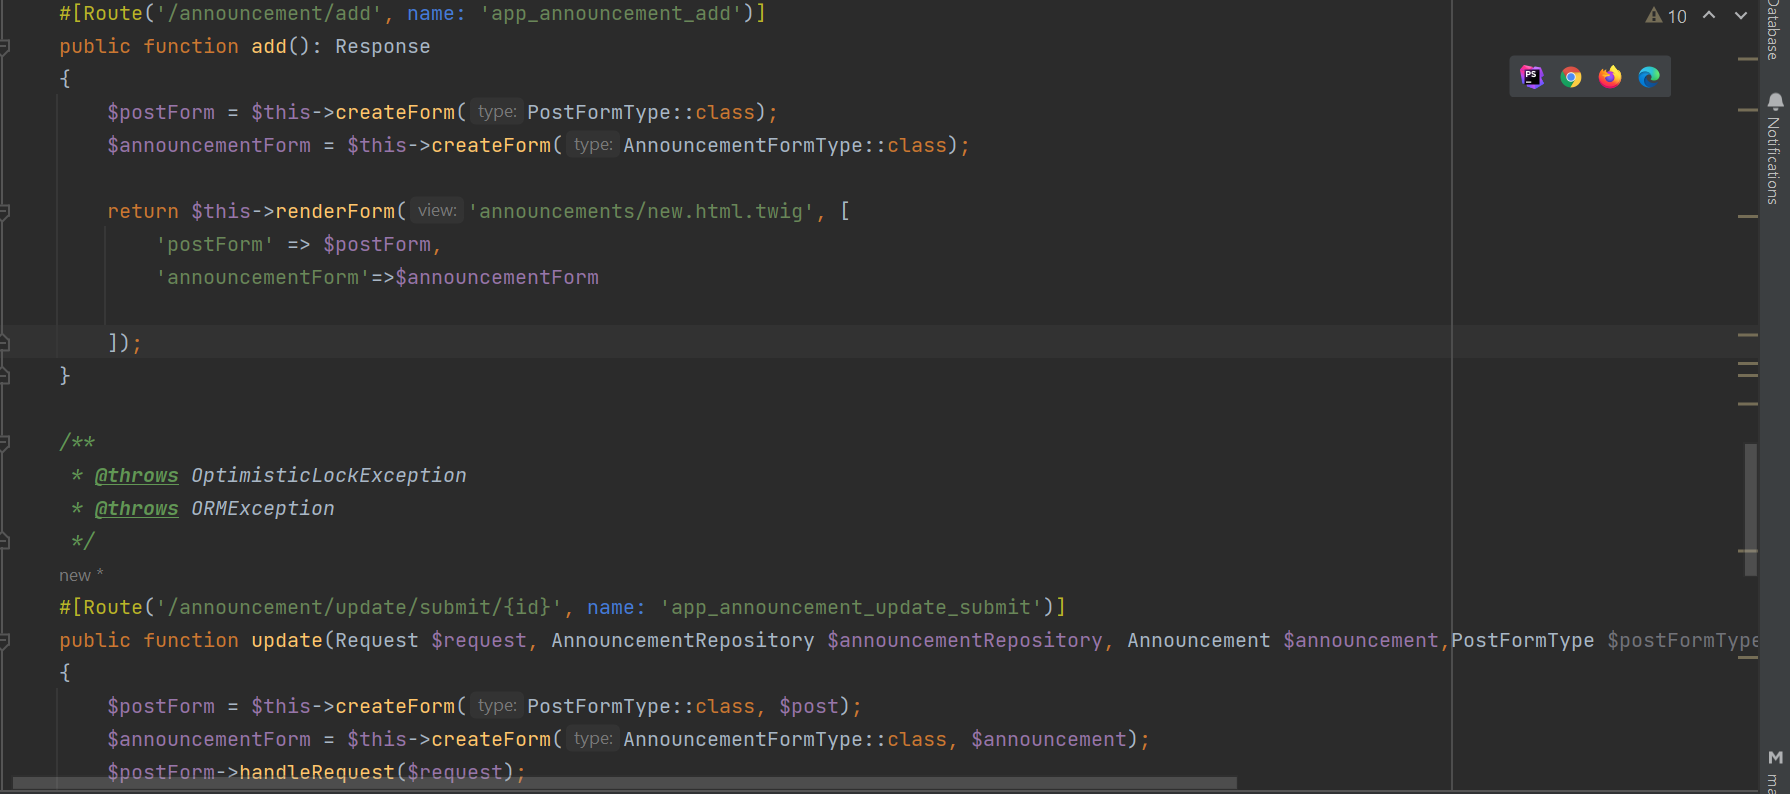 #[Route('/announcement/add', name: 'app_announcement_add')]
public function add(): Response
{
    $postForm = $this->createForm( type: PostFormType::class);
    $announcementForm = $this->createForm( type: AnnouncementFormType::class);
    return $this->renderForm( view: 'announcements/new.html.twig', [
        'postForm' => $postForm,
        'announcementForm'=>$announcementForm
    ]);
}
/**
 * @throws OptimisticLockException
 * @throws ORMException
 */
new *
#[Route('/announcement/update/submit/{id}', name: 'app_announcement_update_submit')]
public function update(Request $request, AnnouncementRepository $announcementRepository, Announcement $announcement,PostFormType $postFormType
{
    $postForm = $this->createForm( type: PostFormType::class, $post);
    $announcementForm = $this->createForm( type: AnnouncementFormType::class, $announcement);
    $postForm->handleRequest($request);
10
PS
Database
Notifications
M
ma